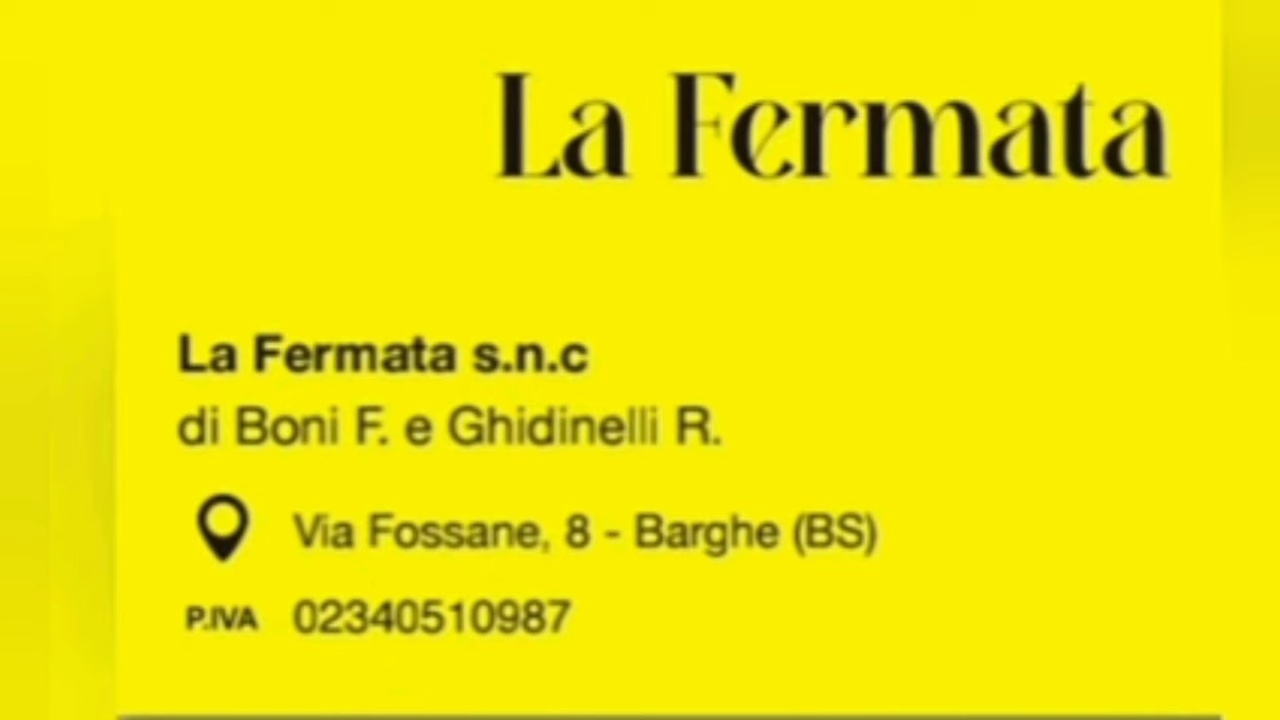 La Fermata
La Fermata s.n.c
di Boni F. e Ghidinelli R.
Via Fossane, 8 - Barghe (BS)
P.IVA 02340510987